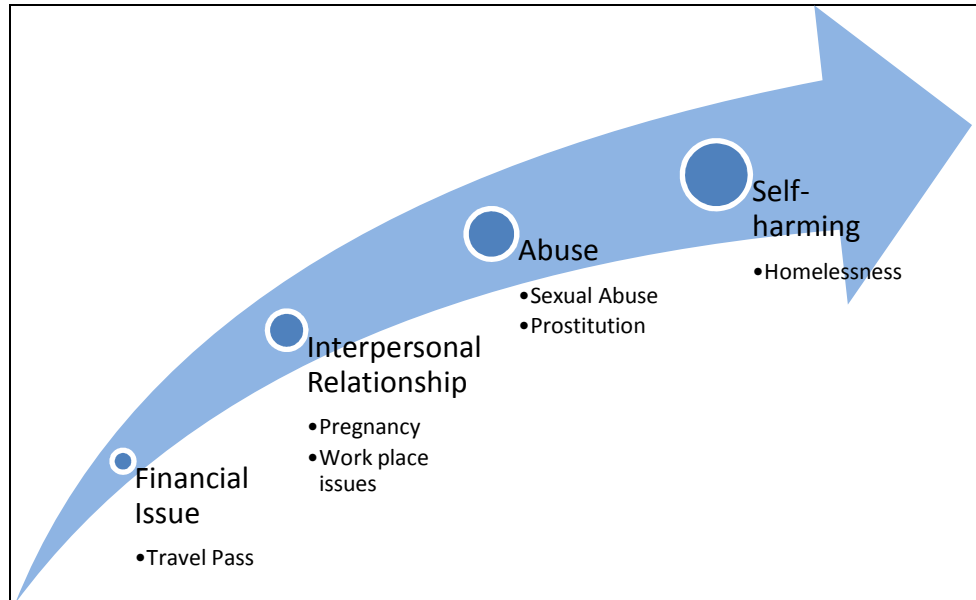 Financial
Issue
•Travel Pass
Interpersonal
Relationship
•Pregnancy
•Work place
issues
Abuse
•Sexual Abuse
•Prostitution
Self-
harming
•Homelessness